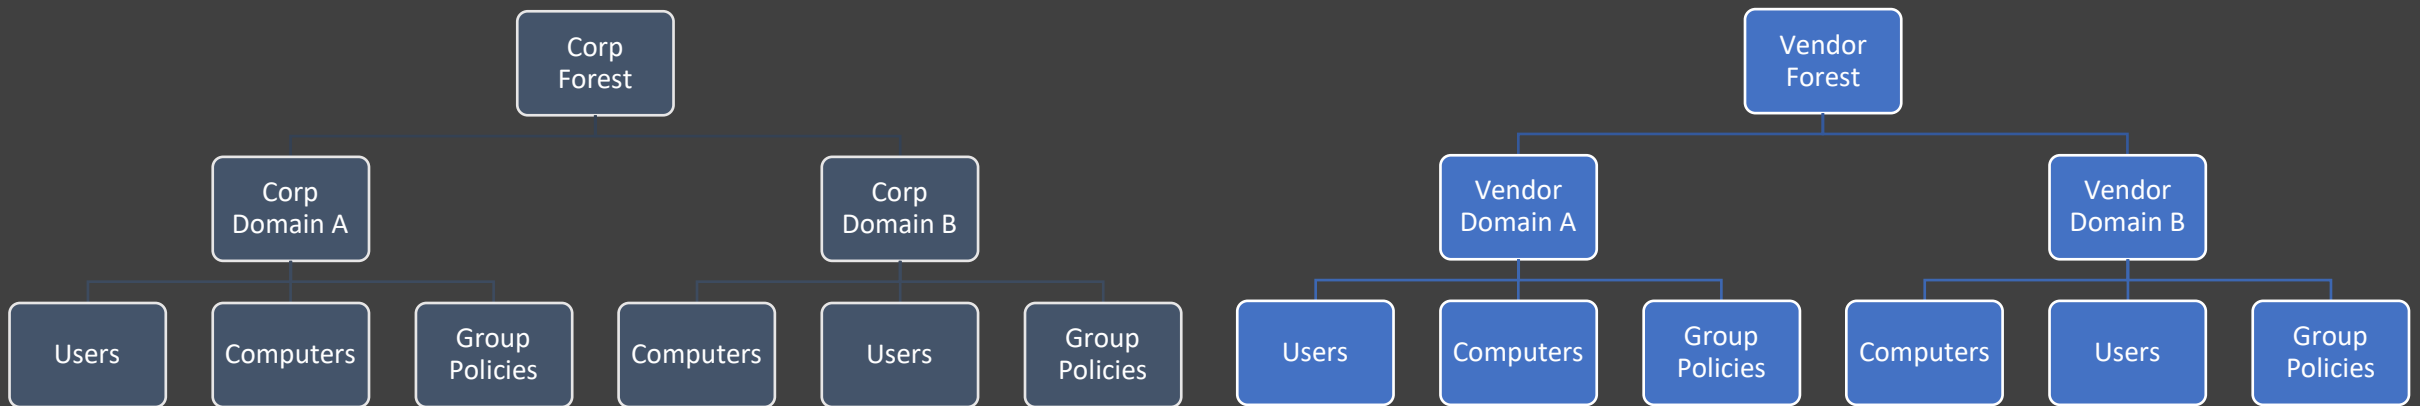 Corp
Forest
Vendor
Forest
Corp
Domain A
Corp
Domain B
Vendor
Domain A
Vendor
Domain B
Users
Computers
Group
Policies
Computers
Users
Group
Policies
Users
Computers
Group
Policies
Computers
Users
Group
Policies